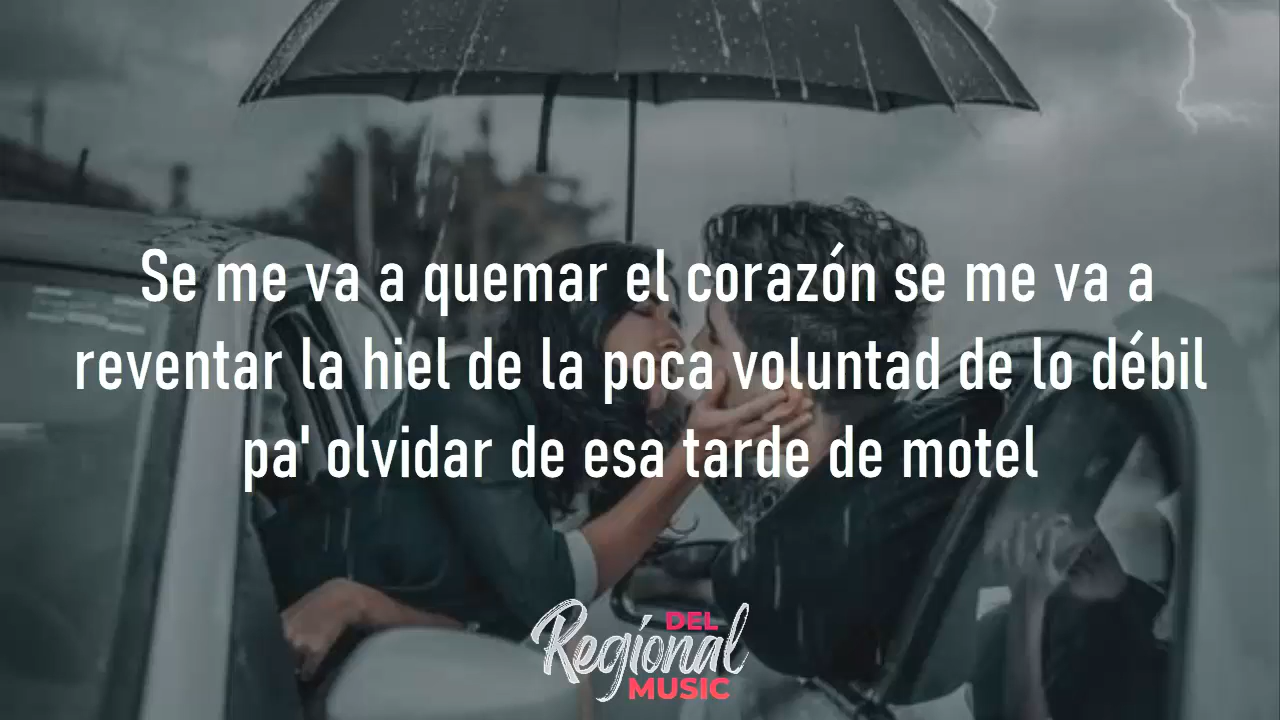 Se me va a quemar el corazón se me va a
reventar la hiel de la poca voluntad de lo débil
pa' olvidar de esa tarde de motel
DEL
Regional
MUSIC